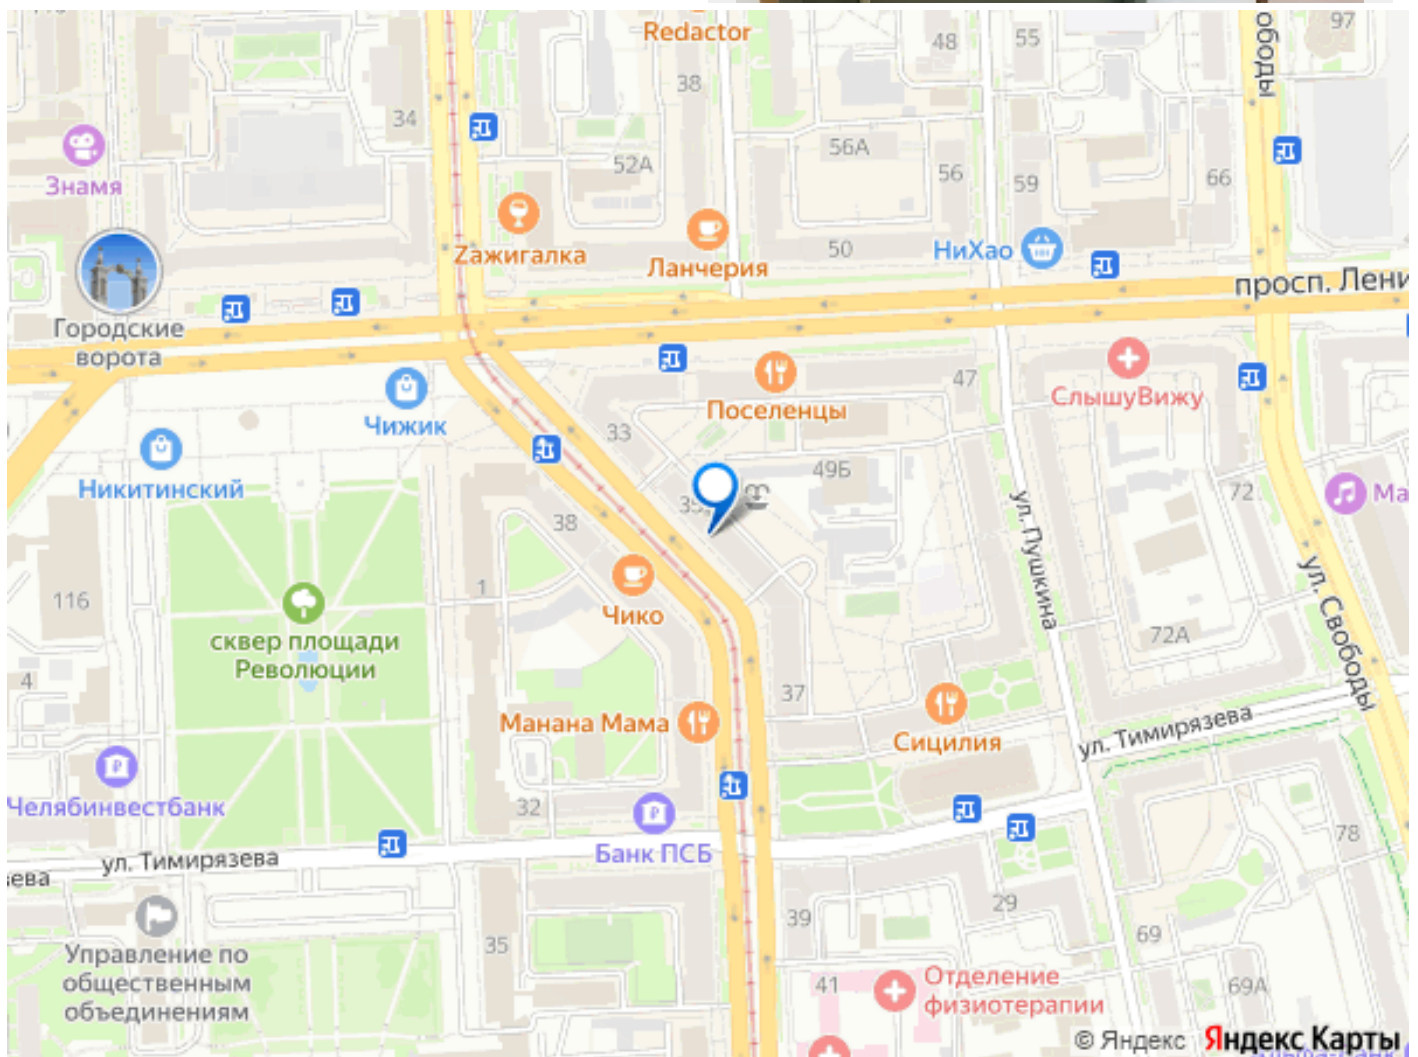 Redactor
48
55
97
38
34
56А
52А
56
59
66
Знамя
Zажигалка
Ланчерия
50
НиХао
просп. Лени
Городские
ворота
Поселенцы
47
СлышуВижу
Чижик
33
49Б
Никитинский
38
72
Ма
ул. Пушкина
116
1
Чико
ул. Свободы
сквер площади
Революции
72А
4
37
Манана Мама
Сицилия
ул. Тимирязева
Челябинвестбанк
32
Банк ПСБ
78
ул. Тимирязева
29
39
69
35
Управление по
общественным
объединениям
41
Отделение
физиотерапии
69А
© Яндекс Яндекс Карты